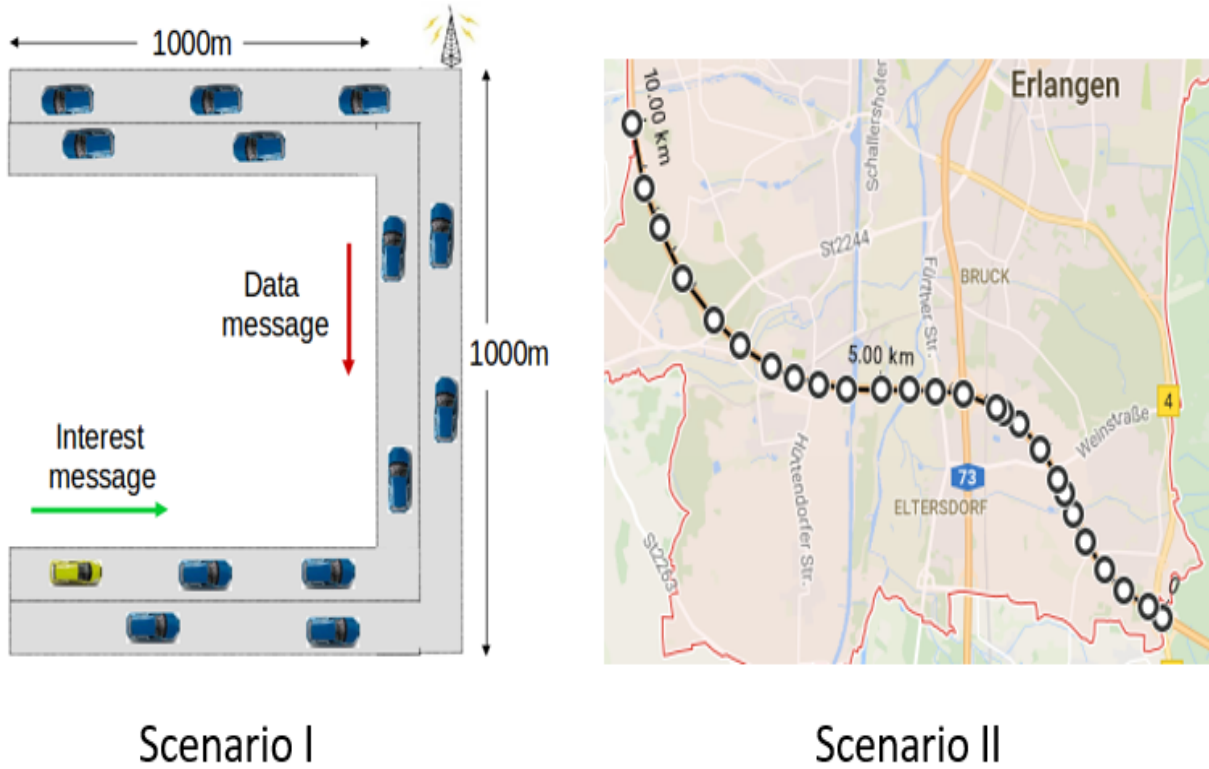 1000m
Data
message
1000m
Interest
message
Scenario I
10.00 km
Erlangen
Schallershofer
St2244
Fürther Str.
BRUCK
5.00 km
4
Weinstraße
73
ELTERSDORF
Hüttendorfer Str.
St2263
0
Scenario II